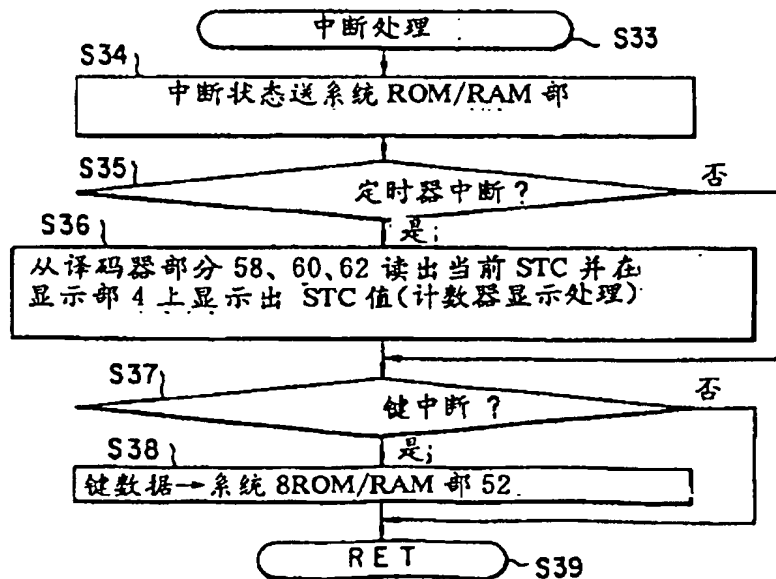 中断处理
S33
S34
中断状态送系统 ROM/RAM 部
S35
定时器中断?
否
S36
是;
从译码器部分 58、60、62 读出当前 STC 并在
显示部 4 上显示出 STC 值(计数器显示处理)
S37
键中断 ?
否
S38
是;
键数据→系统 8ROM/RAM 部 52
RET
S39